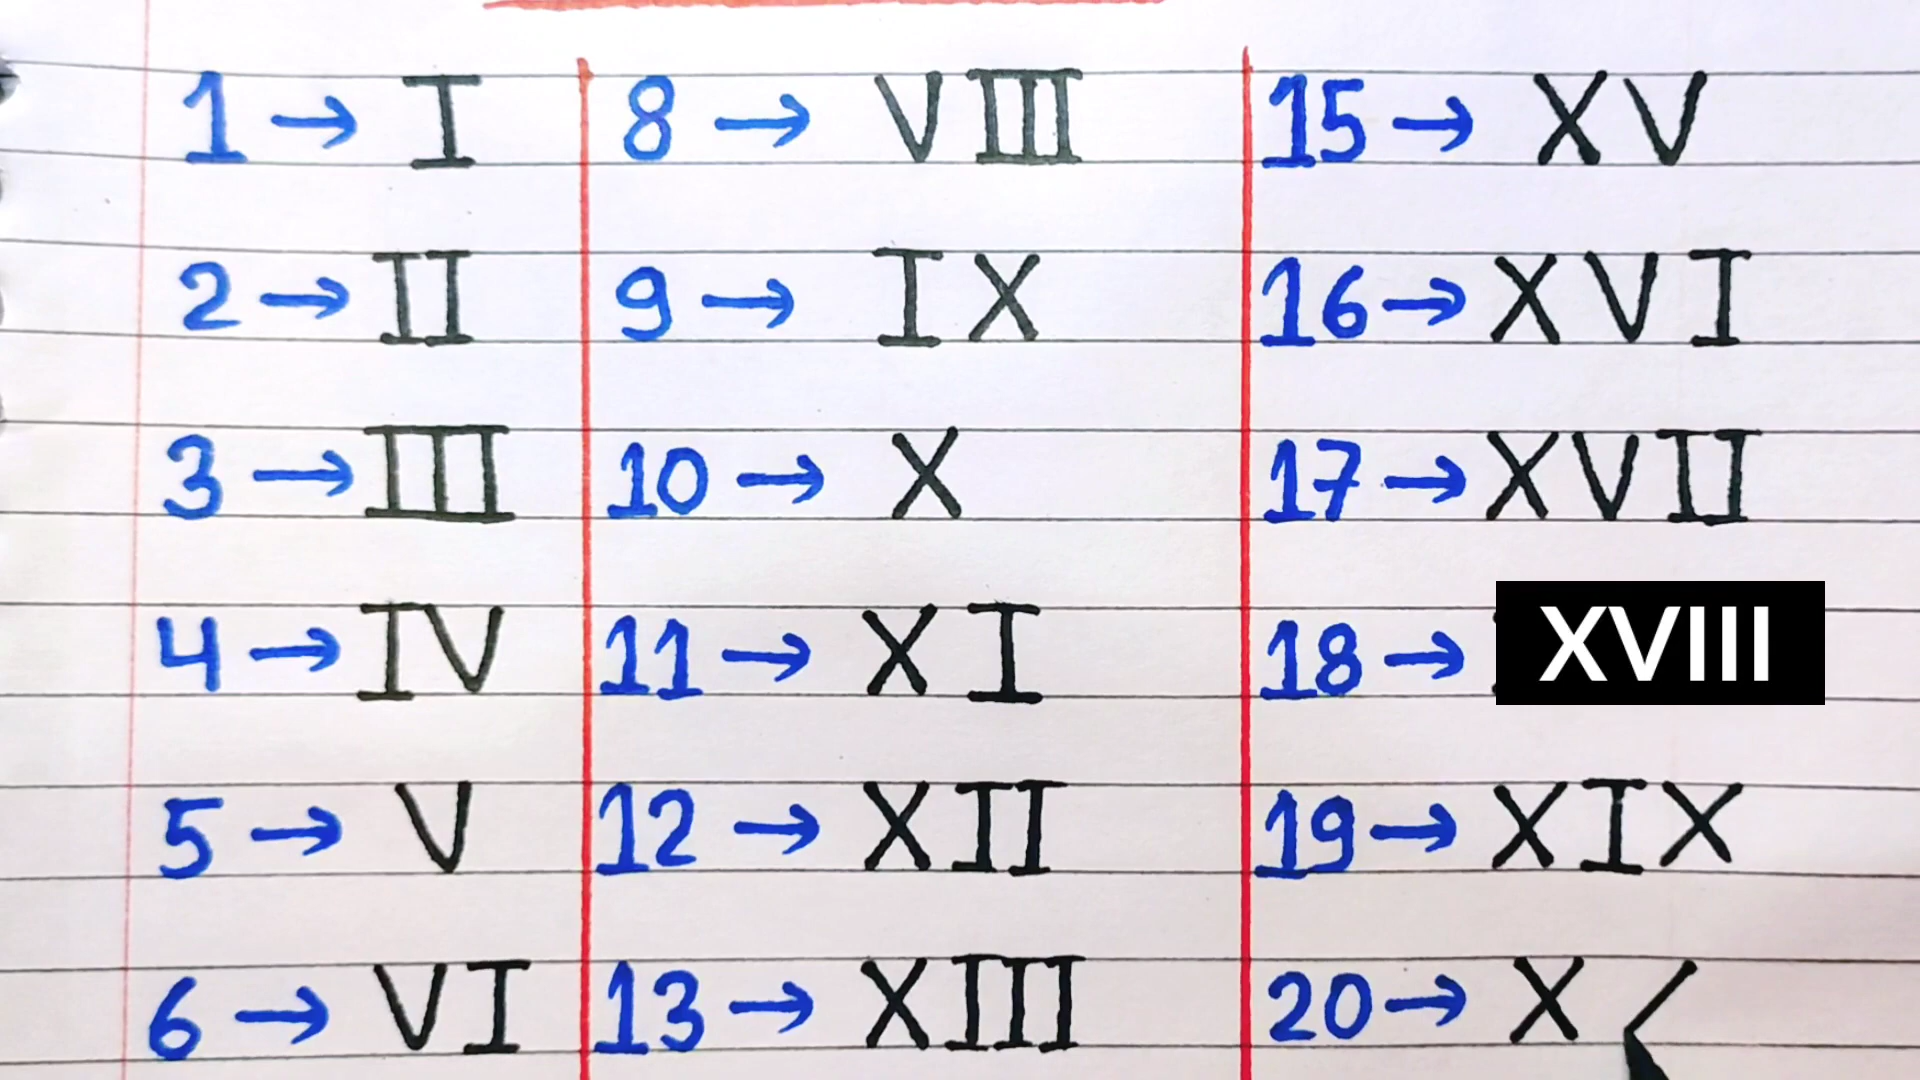 1 → I
2 → II
3 → III
4 → IV
5 → V
6 → VI
8 → VIII
9 → IX
10 → X
11 → XI
12 → XII
13 → XIII
15 → XV
16 → XVI
17 → XVII
18 → XVIII
19 → XIX
20 → X